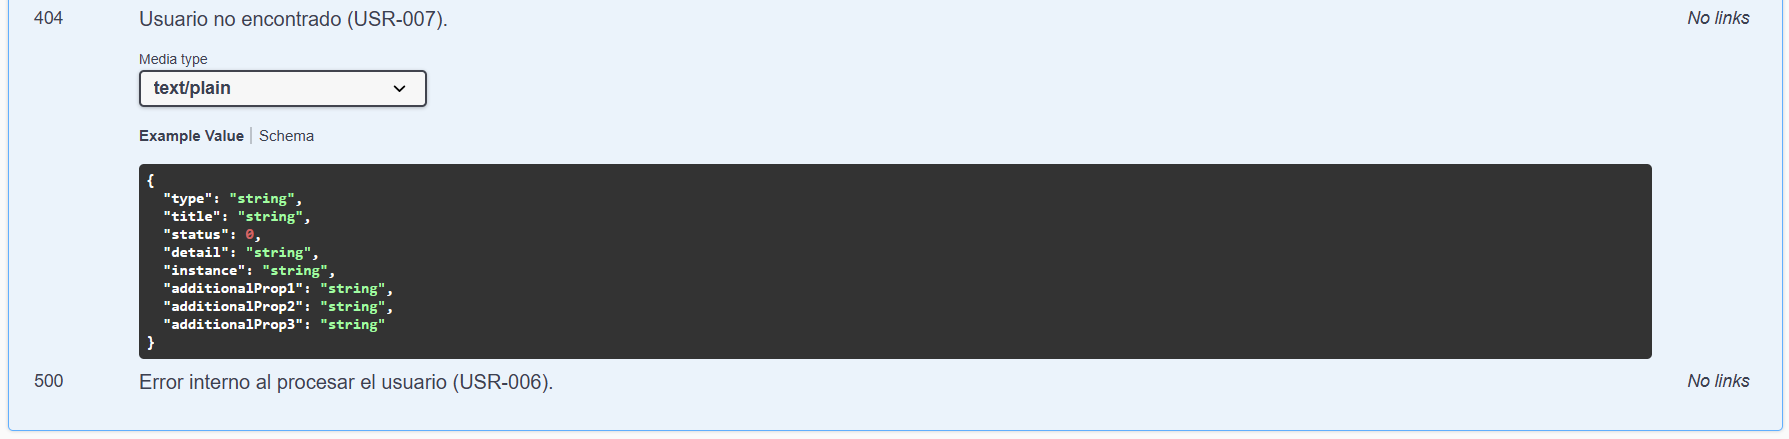 404 Usuario no encontrado (USR-007). No links
Media type
text/plain
Example Value | Schema
{
  "type": "string",
  "title": "string",
  "status": 0,
  "detail": "string",
  "instance": "string",
  "additionalProp1": "string",
  "additionalProp2": "string",
  "additionalProp3": "string"
}
500 Error interno al procesar el usuario (USR-006). No links